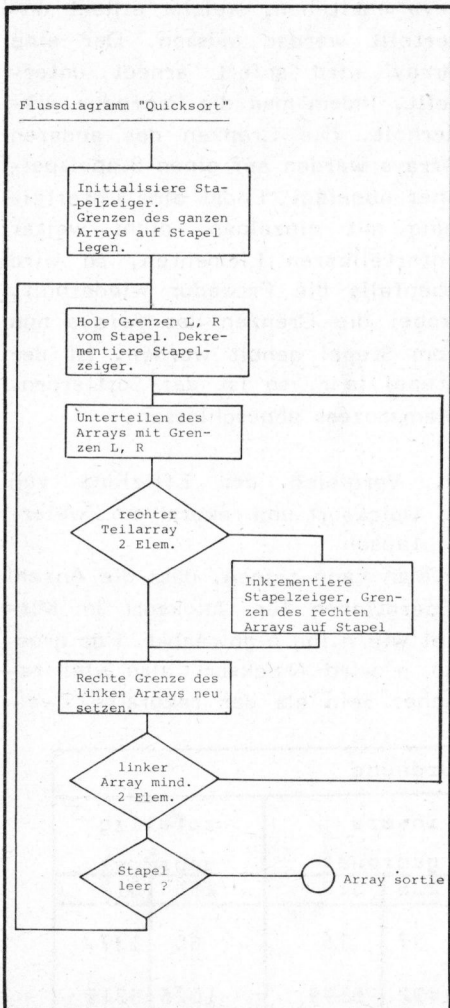 Flussdiagramm "Quicksort"
Initialisiere Sta-
pelzeiger.
Grenzen des ganzen
Arrays auf Stapel
legen.
Hole Grenzen L, R
vom Stapel. Dekre-
mentiere Stapel-
zeiger.
Unterteilen des
Arrays mit Gren-
zen L, R
rechter
Teilarray
2 Elem.
Inkrementiere
Stapelzeiger, Gren-
zen des rechten
Arrays auf Stapel
Rechte Grenze des
linken Arrays neu
setzen.
linker
Array mind.
2 Elem.
Stapel
leer ?
Array sortie